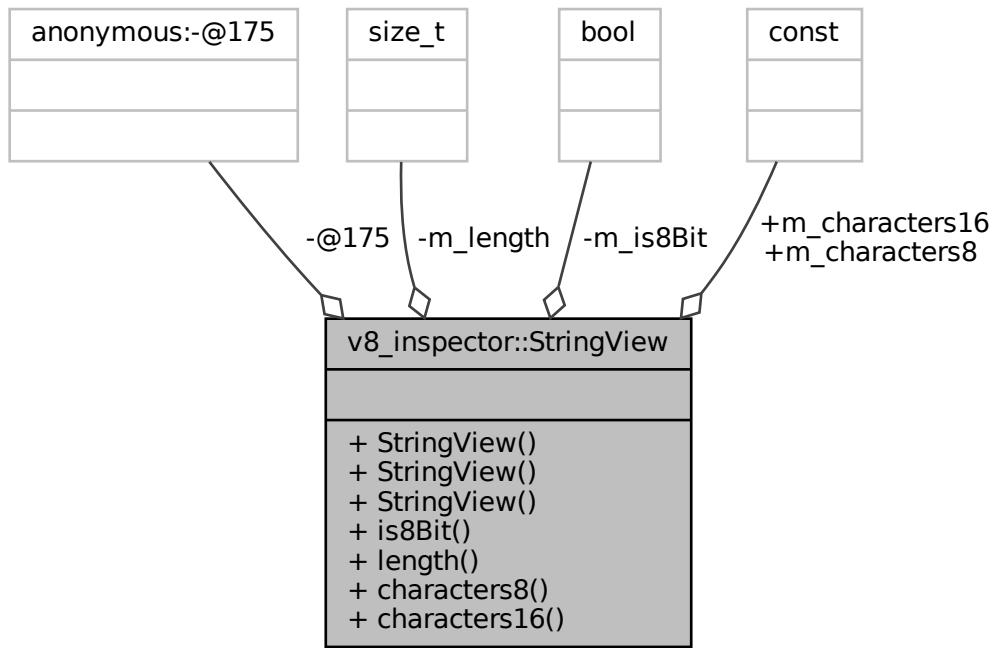 anonymous:-@175
size_t
bool
const
-@175
-m_length
-m_is8Bit
+m_characters16
+m_characters8
v8_inspector::StringView
+ StringView()
+ StringView()
+ StringView()
+ is8Bit()
+ length()
+ characters8()
+ characters16()